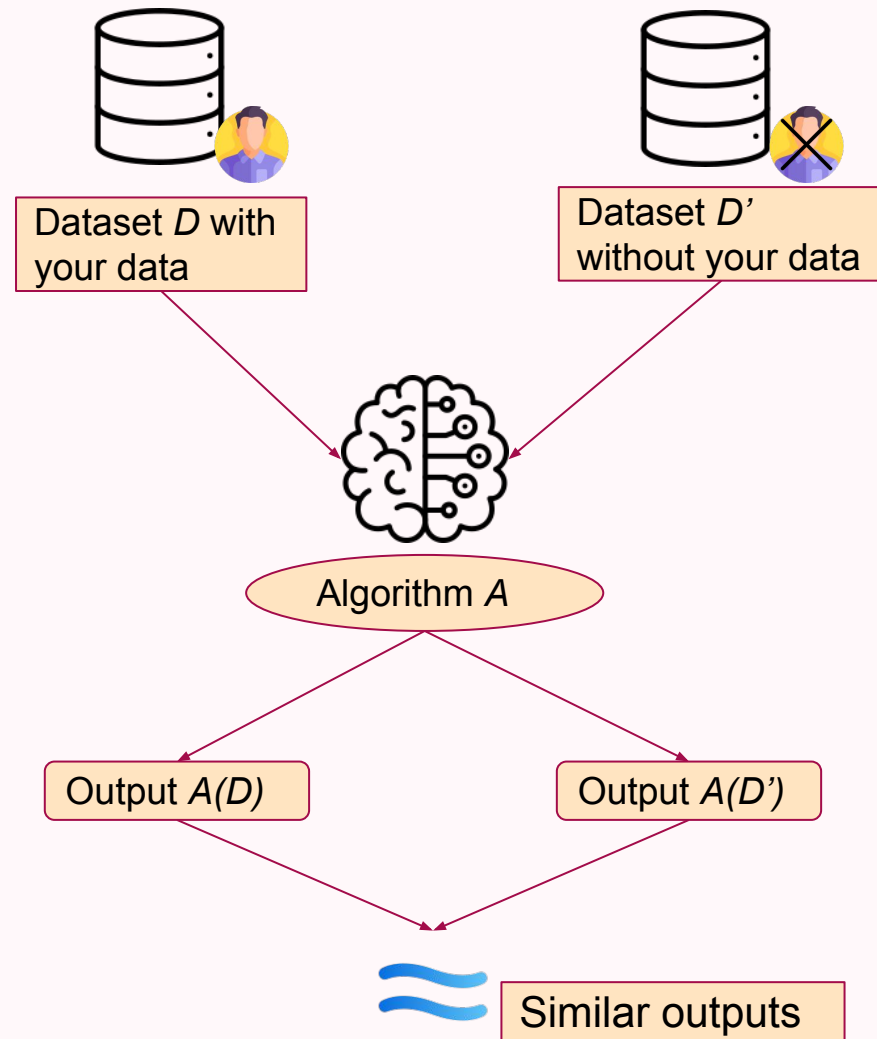 Dataset D with
your data
Dataset D’
without your data
Algorithm A
Output A(D)
Output A(D’)
Similar outputs